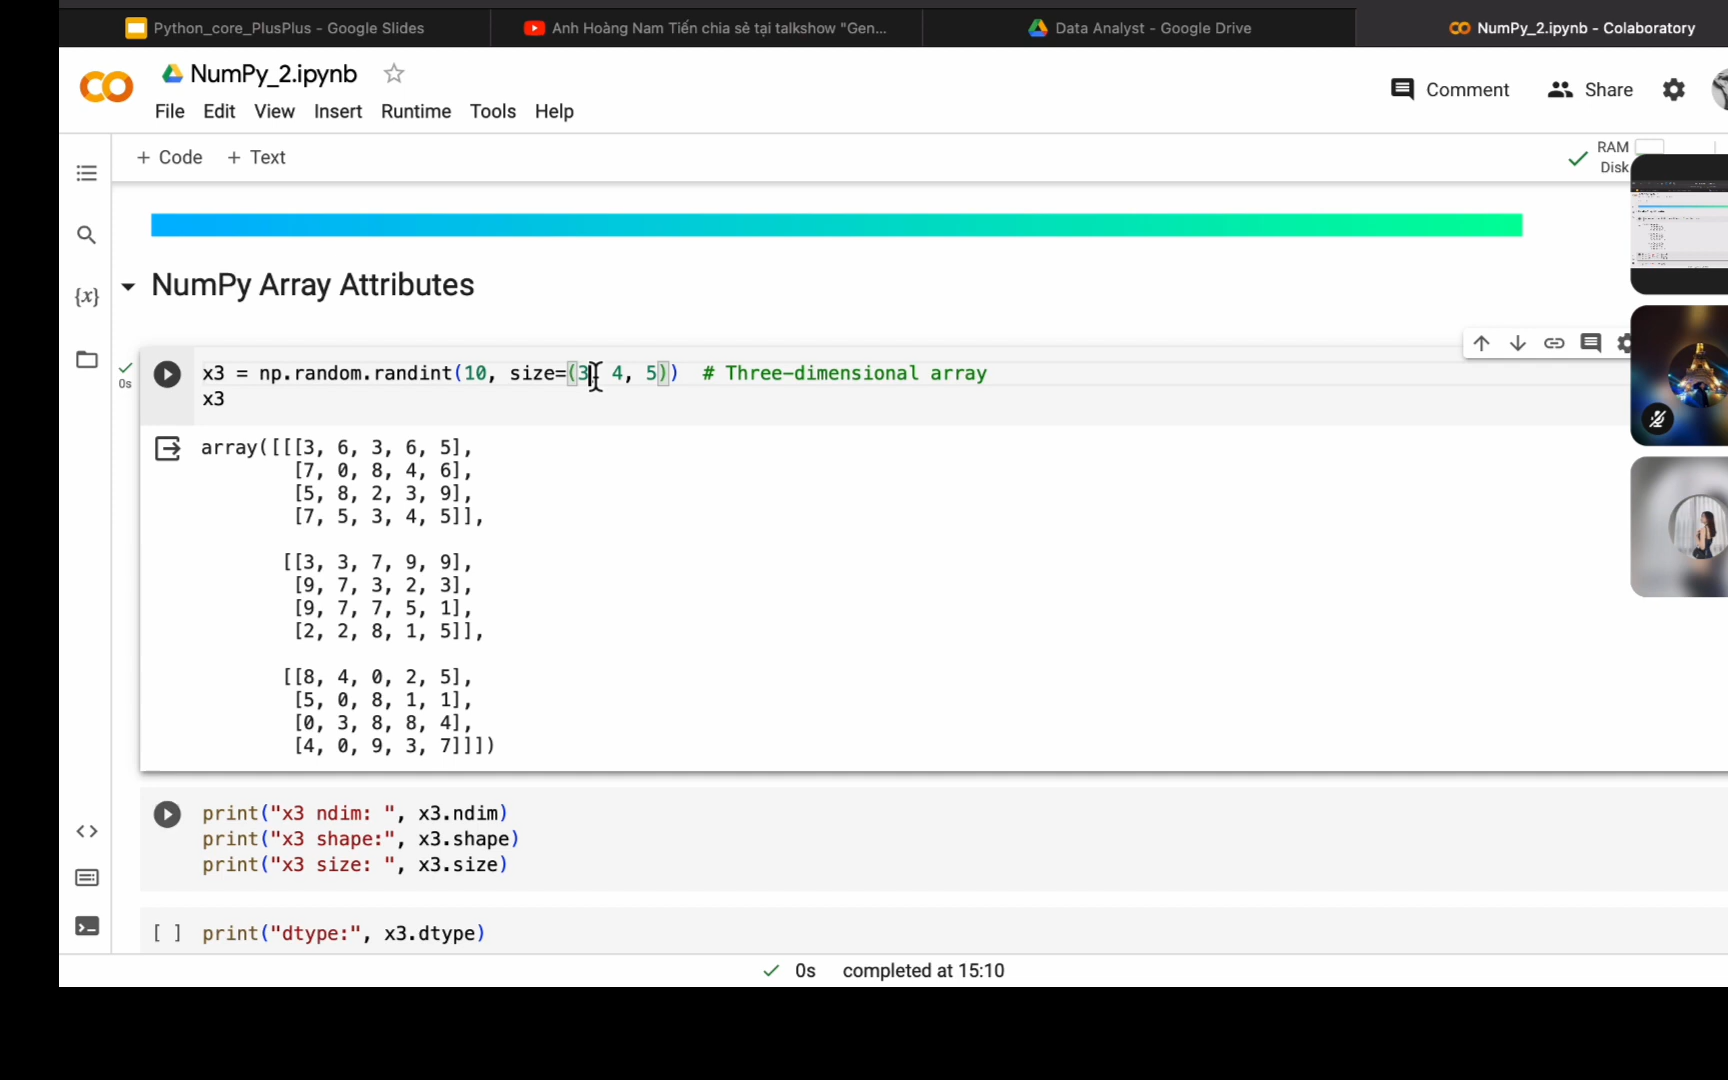 Python_core_PlusPlus - Google Slides
Anh Hoàng Nam Tiến chia sẻ tại talkshow "Gen...
Data Analyst - Google Drive
NumPy_2.ipynb - Colaboratory
NumPy_2.ipynb
File Edit View Insert Runtime Tools Help
Comment
Share
+ Code + Text
RAM
Disk
NumPy Array Attributes
{x}
0s
x3 = np.random.randint(10, size=(3, 4, 5)) # Three-dimensional array
x3
array([[[3, 6, 3, 6, 5],
[7, 0, 8, 4, 6],
[5, 8, 2, 3, 9],
[7, 5, 3, 4, 5]],
[[3, 3, 7, 9, 9],
[9, 7, 3, 2, 3],
[9, 7, 7, 5, 1],
[2, 2, 8, 1, 5]],
[[8, 4, 0, 2, 5],
[5, 0, 8, 1, 1],
[0, 3, 8, 8, 4],
[4, 0, 9, 3, 7]]])
print("x3 ndim: ", x3.ndim)
print("x3 shape:", x3.shape)
print("x3 size: ", x3.size)
[ ] print("dtype:", x3.dtype)
0s completed at 15:10